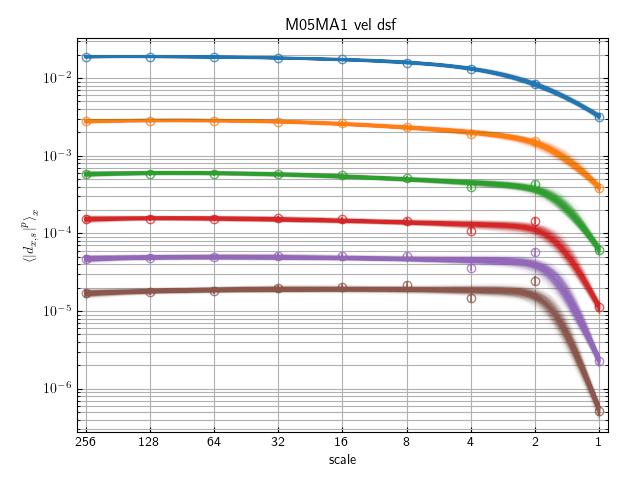 M05MA1 vel dsf
⟨|d_{x,s}|^p⟩_x
10^{-2}
10^{-3}
10^{-4}
10^{-5}
10^{-6}
256 128 64 32 16 8 4 2 1
scale